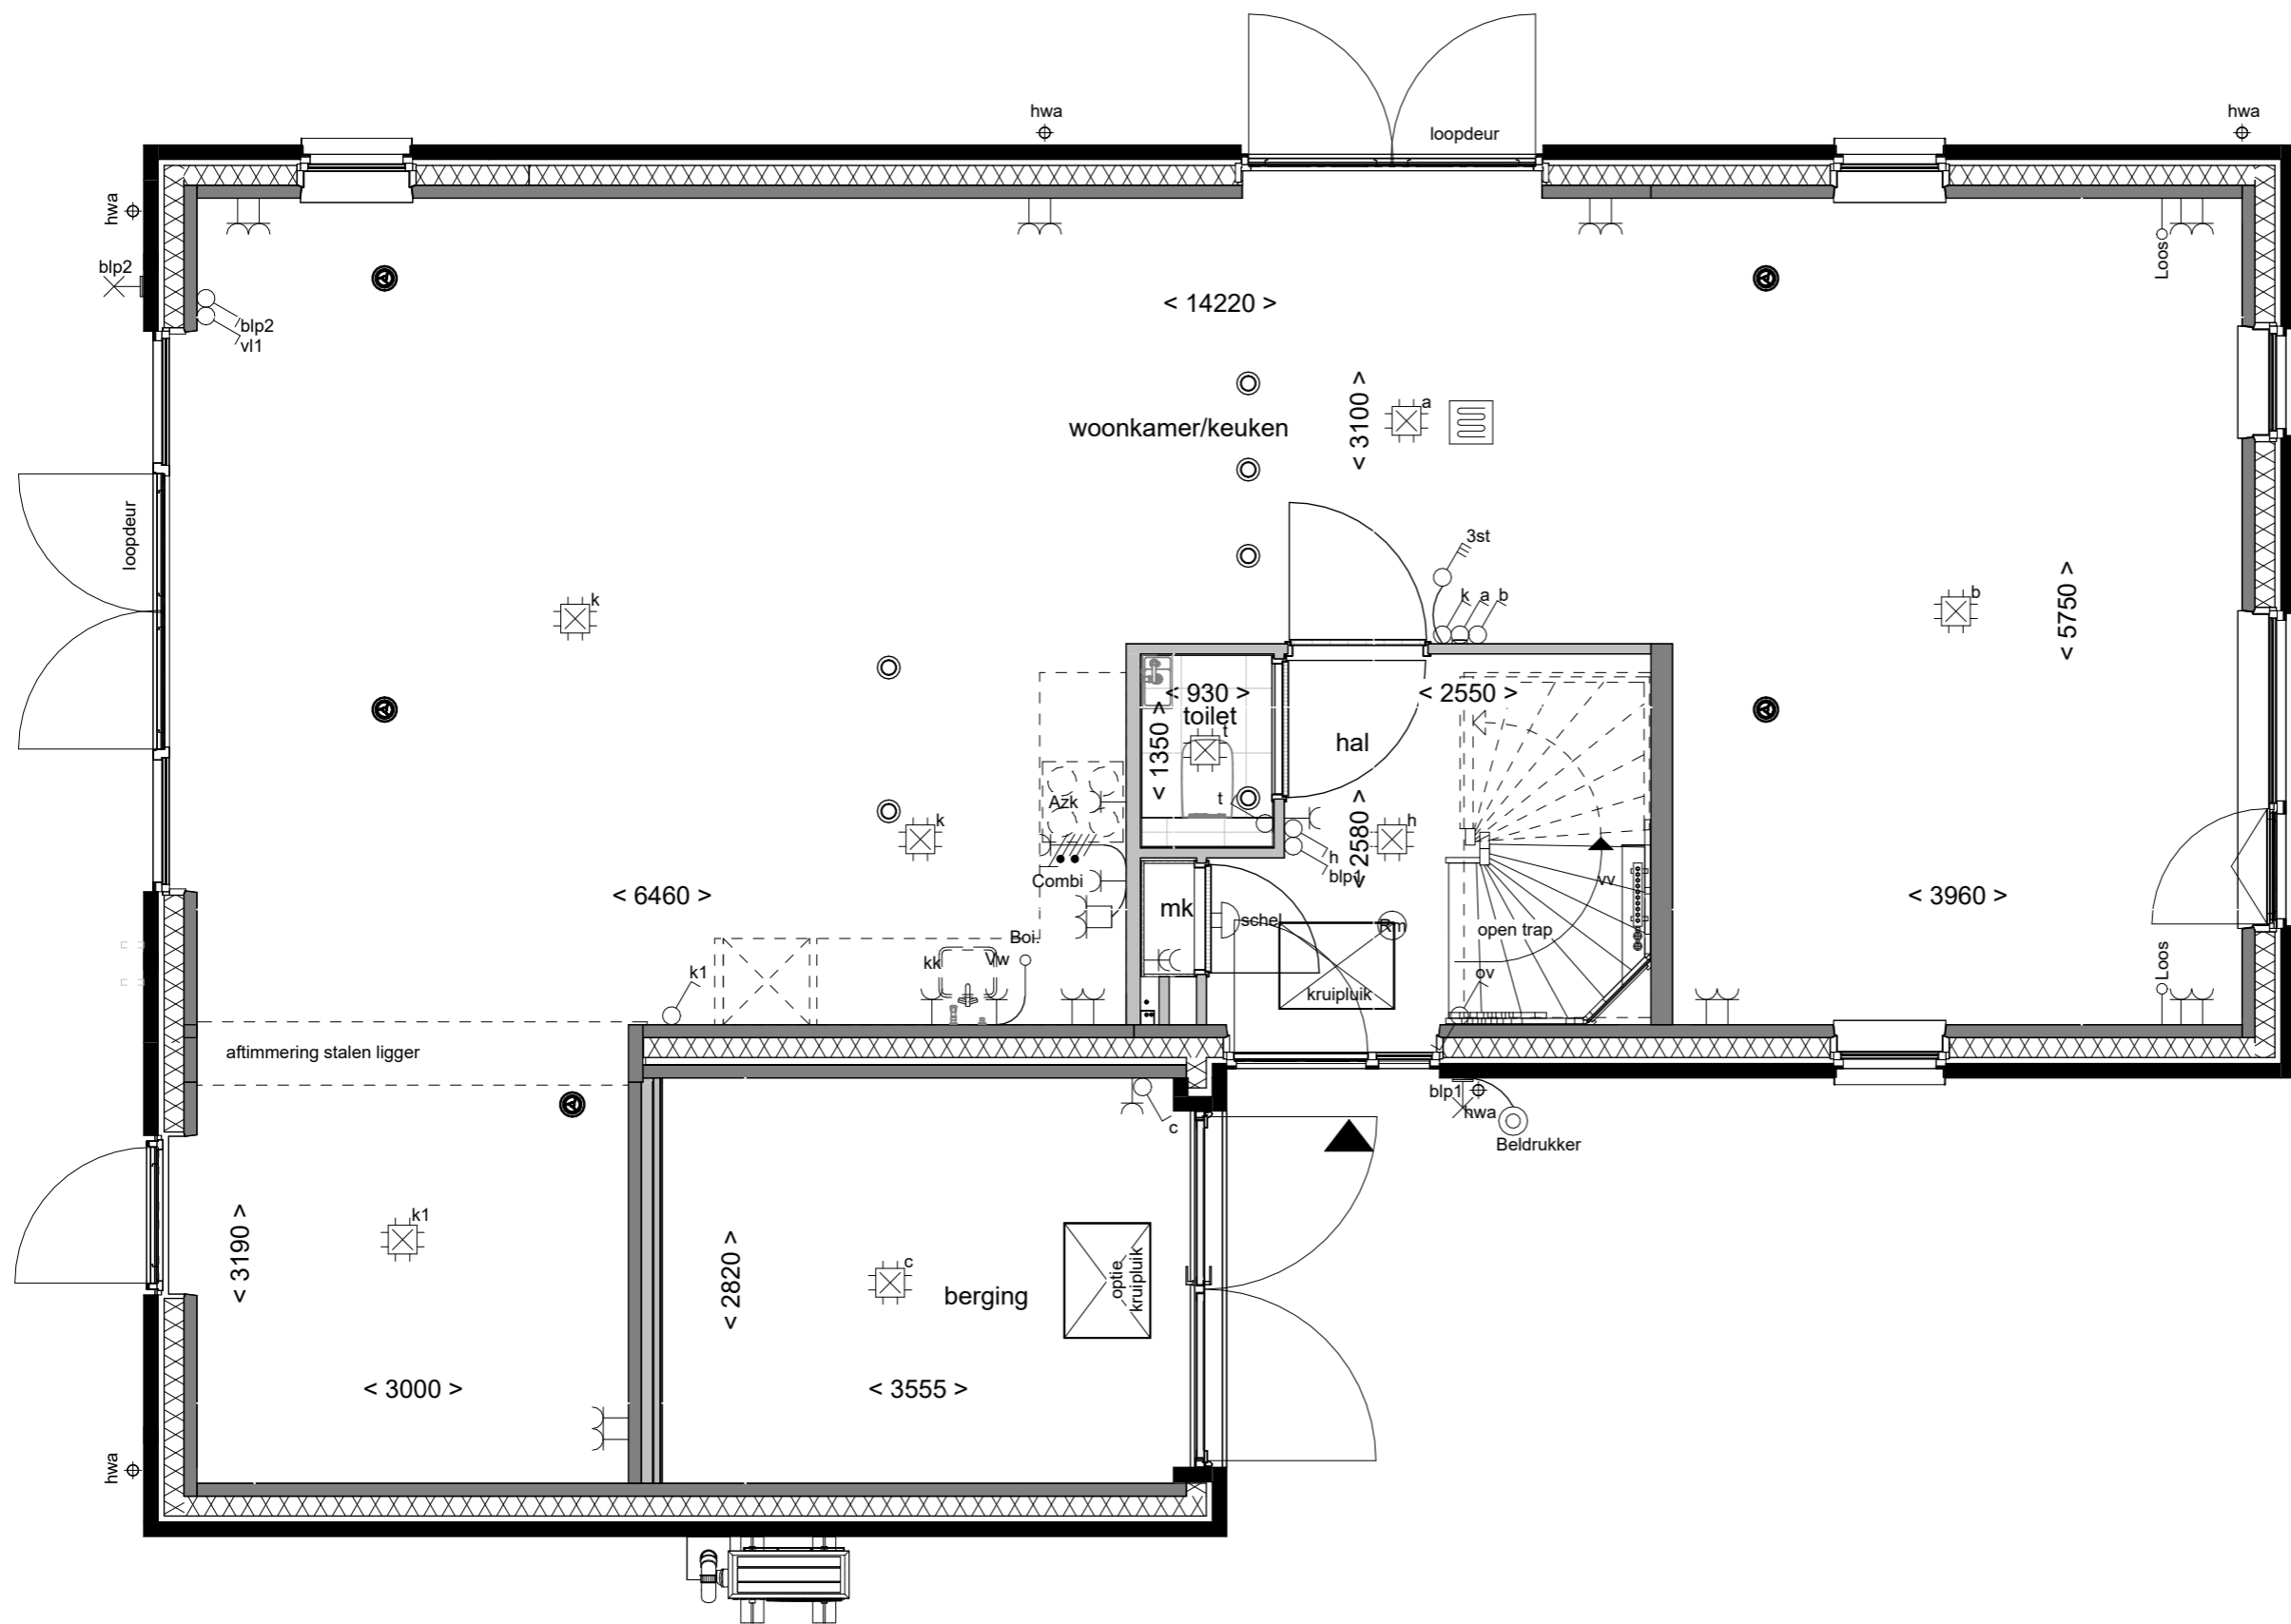 hwa
hwa
loopdeur
hwa
blp2
Loos
< 14220 >
blp2
vl1
< 3100 >
a
woonkamer/keuken
loopdeur
3st
k
k a b
b
< 5750 >
< 930 >
< 2550 >
toilet
t
< 1350 >
hal
Azk
t
k
h
< 2580 >
h
blp1
Combi
vv
< 6460 >
< 3960 >
mk
schel
Rm
open trap
Boi.
kk
Vw
k1
kruipluik
ov
Loos
aftimmering stalen ligger
blp1
hwa
c
Beldrukker
k1
< 3190 >
< 2820 >
c
berging
optie
kruipluik
< 3000 >
< 3555 >
hwa